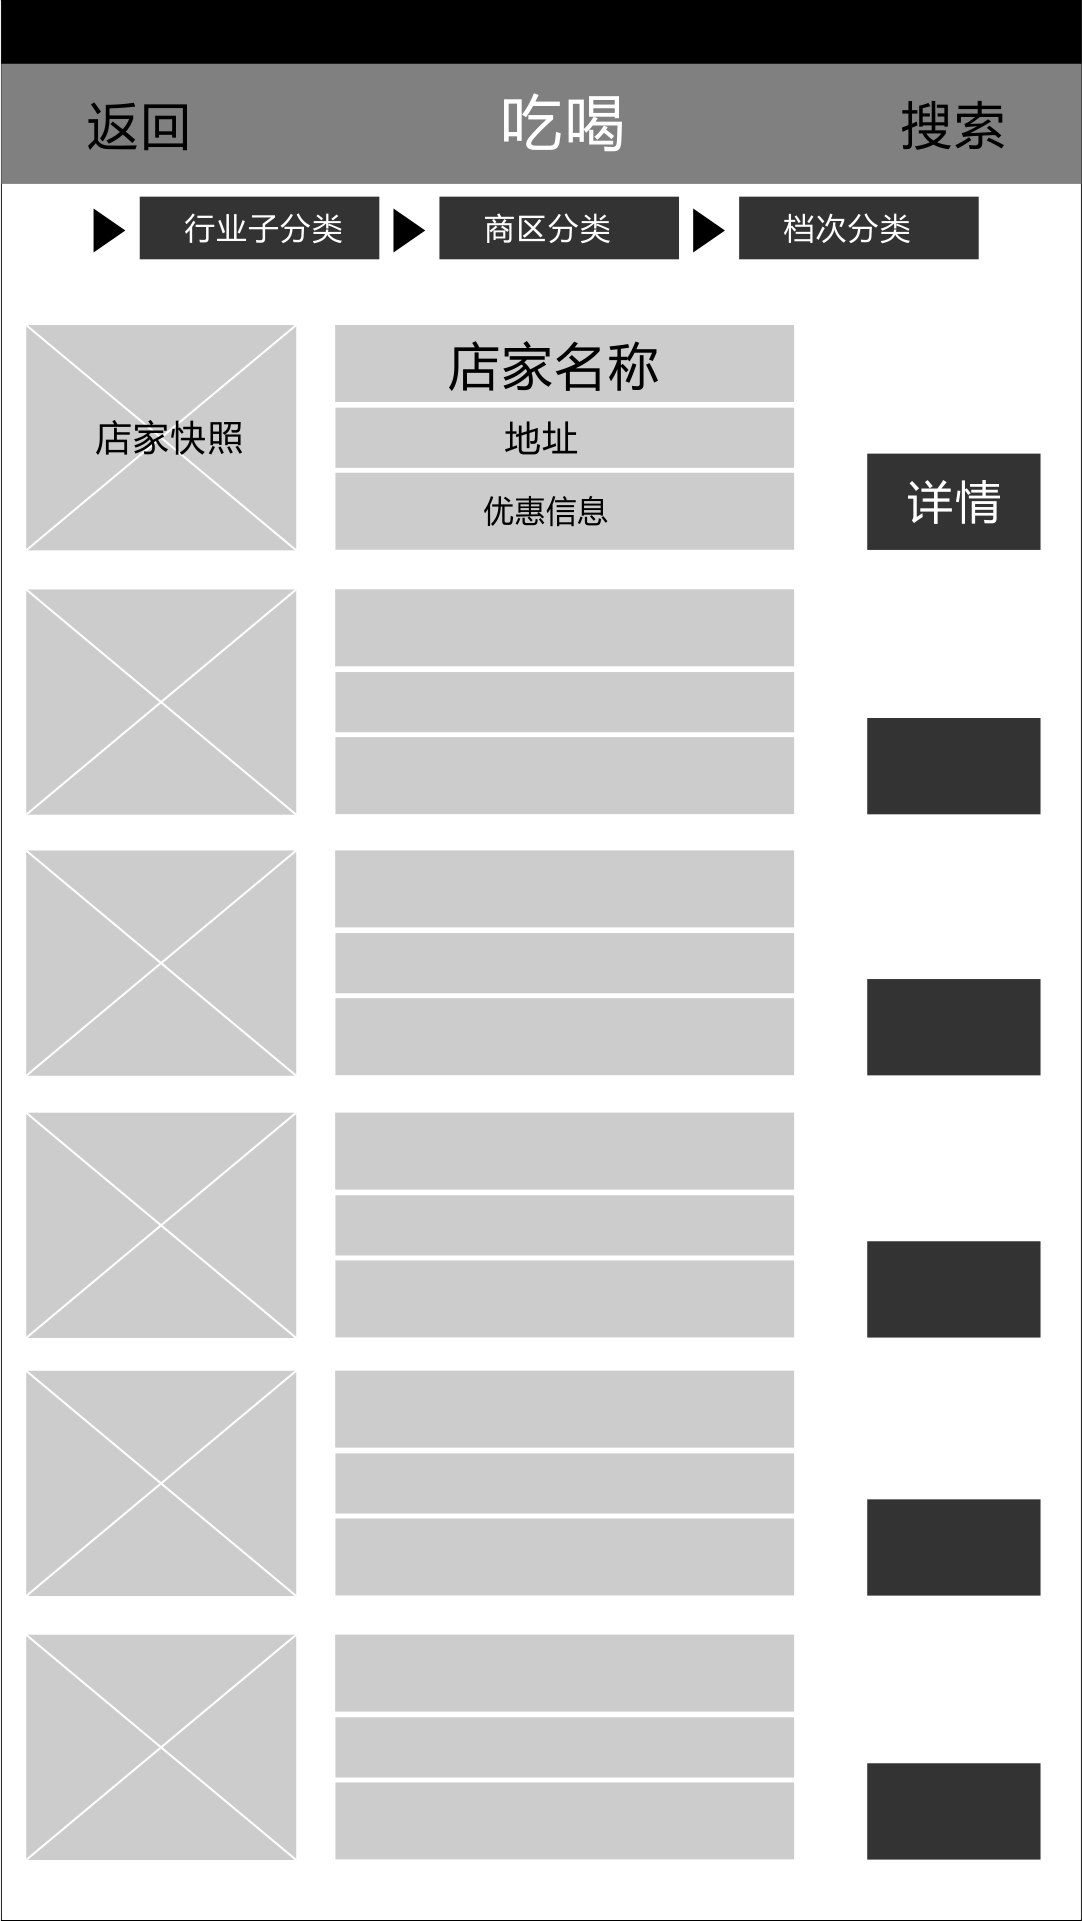 返回 吃喝 搜索
行业子分类 商区分类 档次分类
店家快照
店家名称
地址
优惠信息
详情